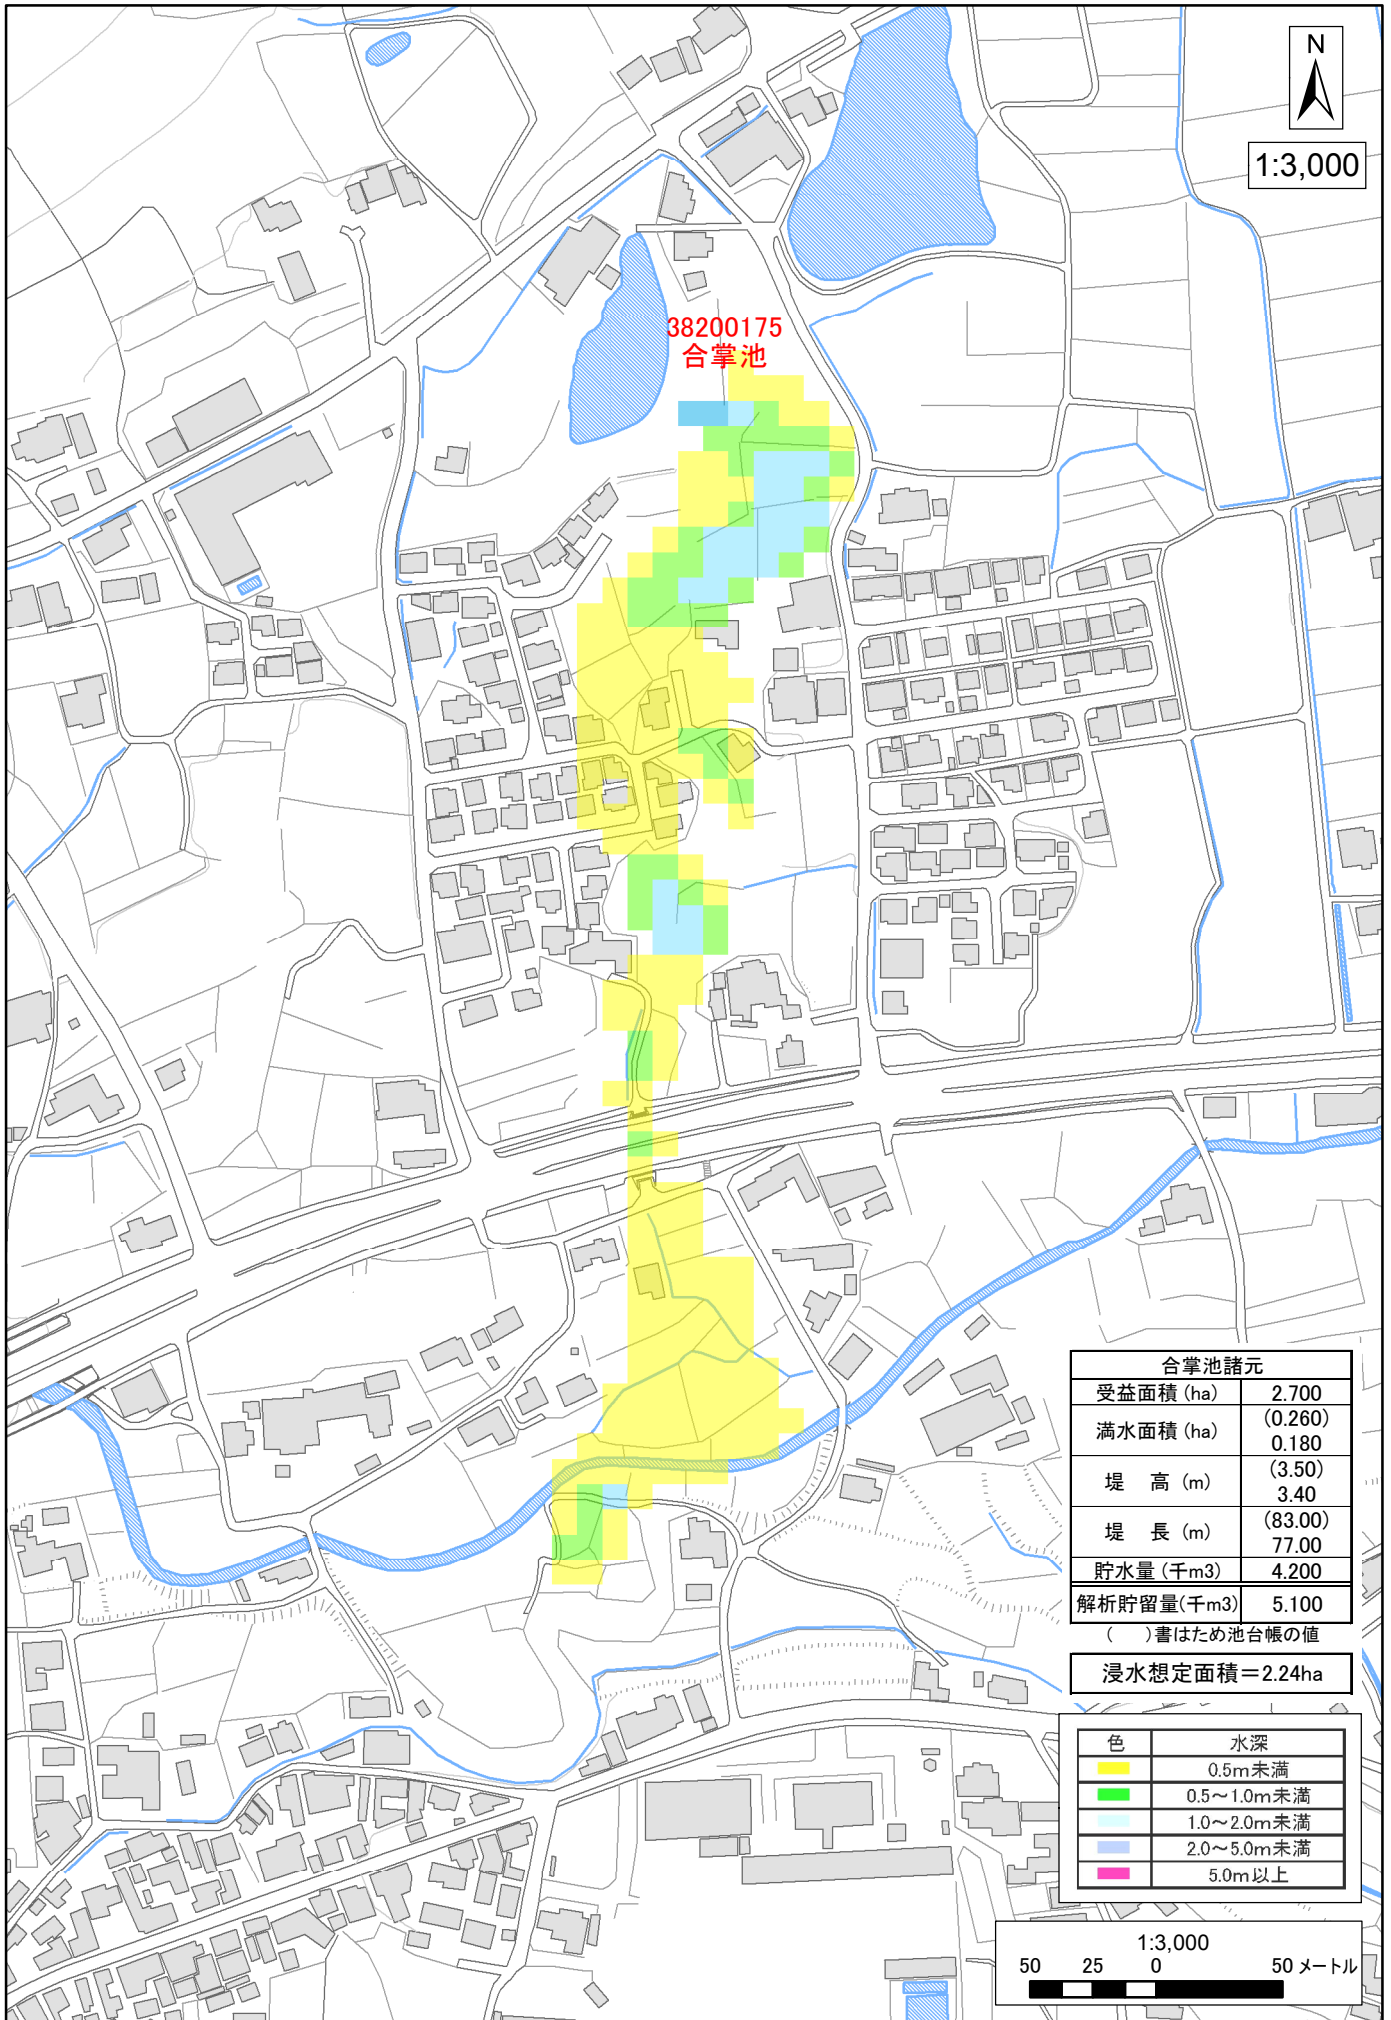 N
1:3,000
38200175
合掌池
合掌池諸元
受益面積 (ha) 2.700
満水面積 (ha) (0.260) 0.180
堤　高 (m) (3.50) 3.40
堤　長 (m) (83.00) 77.00
貯水量 (千m3) 4.200
解析貯留量(千m3) 5.100
(　)書はため池台帳の値
浸水想定面積＝2.24ha
色 水深
0.5m未満
0.5～1.0m未満
1.0～2.0m未満
2.0～5.0m未満
5.0m以上
1:3,000
50 25 0 50 メートル